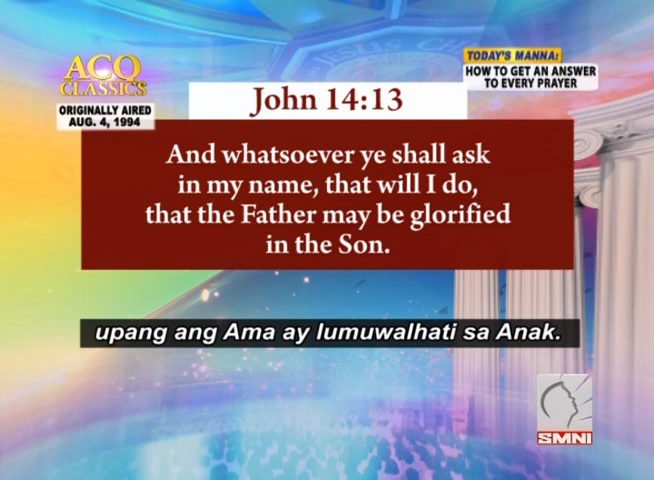 ACQ
CLASSICS
ORIGINALLY AIRED
AUG. 4, 1994
TODAY'S MANNA:
HOW TO GET AN ANSWER
TO EVERY PRAYER
JESUS CH
John 14:13
And whatsoever ye shall ask
in my name, that will I do,
that the Father may be glorified
in the Son.
upang ang Ama ay lumuwalhati sa Anak.
SMNI